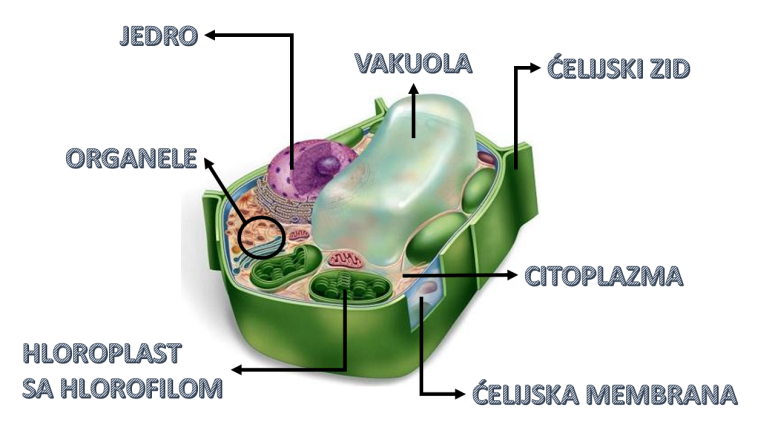 JEDRO
VAKUOLA
ĆELIJSKI ZID
ORGANELE
CITOPLAZMA
HLOROPLAST
SA HLOROFILOM
ĆELIJSKA MEMBRANA